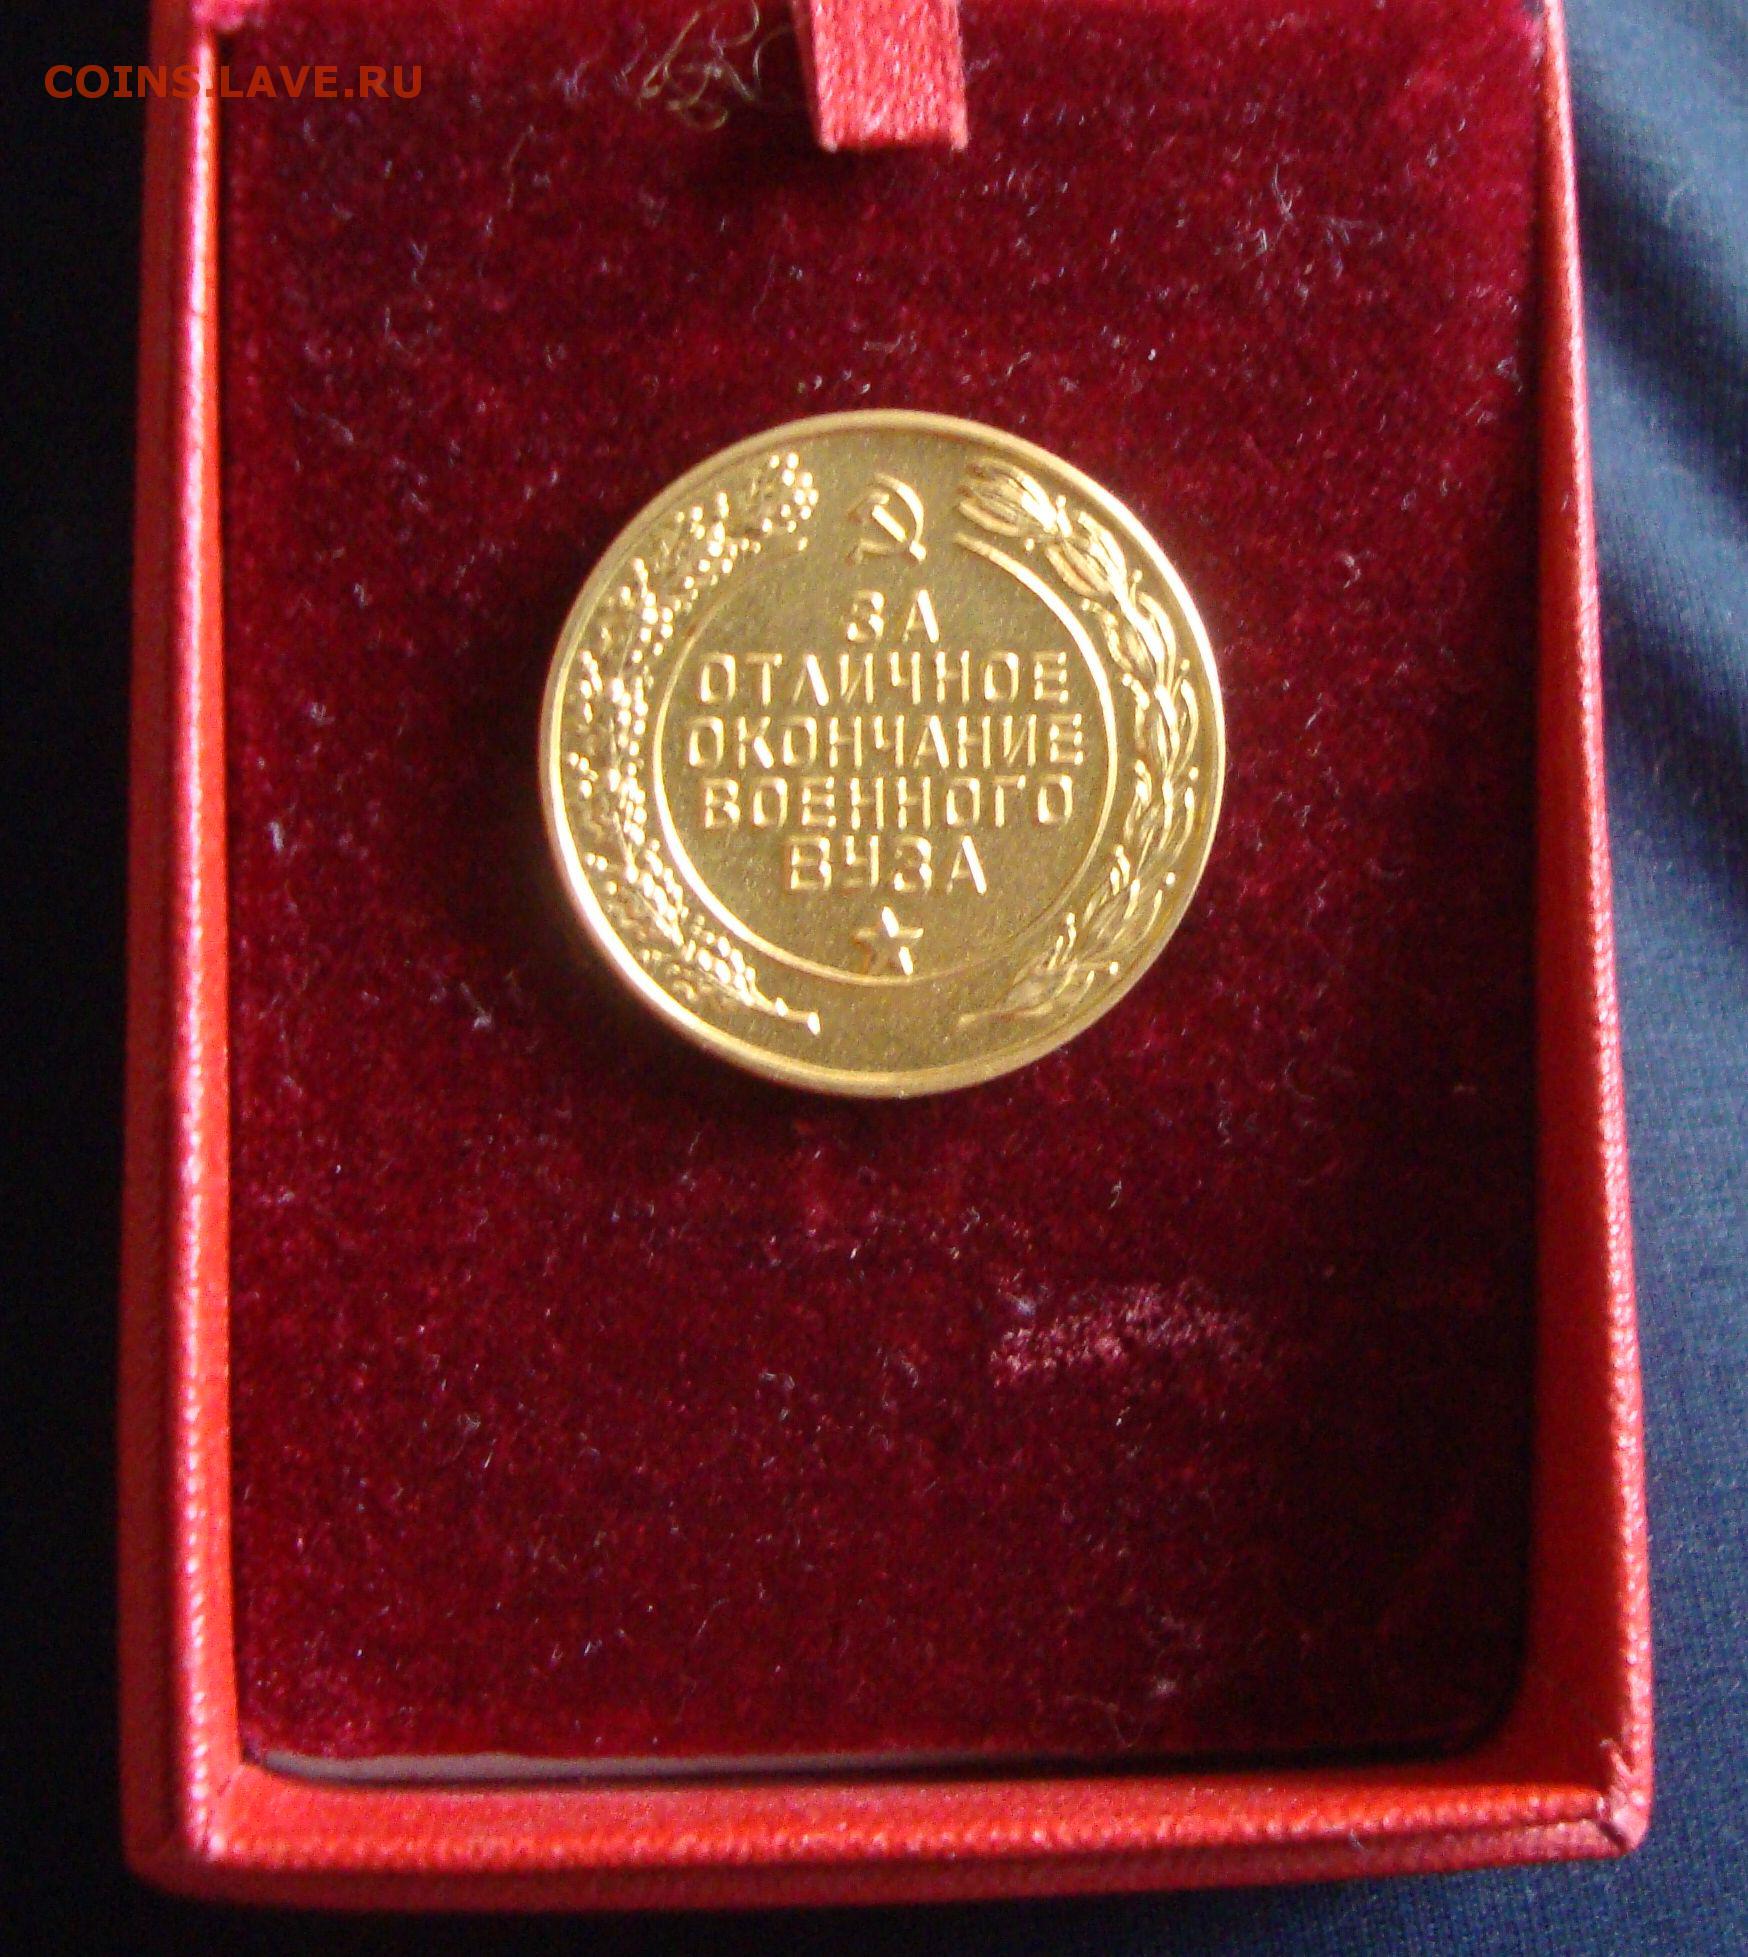 COINS.LAVE.RU
ЗА
ОТЛИЧНОЕ
ОКОНЧАНИЕ
ВОЕННОГО
ВУЗА